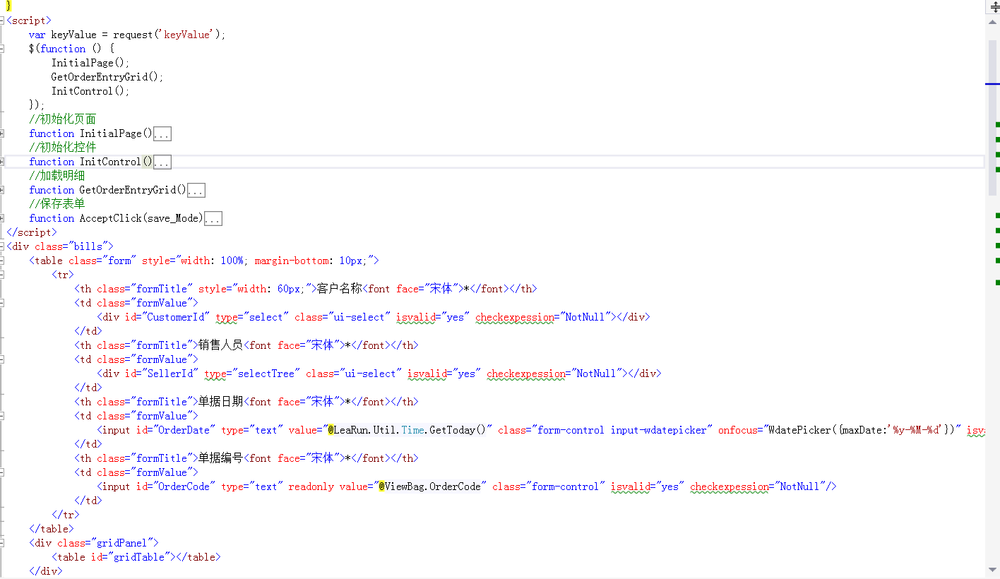 }
<script>
    var keyValue = request('keyValue');
    $(function () {
        InitialPage();
        GetOrderEntryGrid();
        InitControl();
    });
    //初始化页面
    function InitialPage()...
    //初始化控件
    function InitControl()...
    //加载明细
    function GetOrderEntryGrid()...
    //保存表单
    function AcceptClick(save_Mode)...
</script>
<div class="bills">
    <table class="form" style="width: 100%; margin-bottom: 10px;">
        <tr>
            <th class="formTitle" style="width: 60px;">客户名称<font face="宋体">*</font></th>
            <td class="formValue">
                <div id="CustomerId" type="select" class="ui-select" isvalid="yes" checkexpession="NotNull"></div>
            </td>
            <th class="formTitle">销售人员<font face="宋体">*</font></th>
            <td class="formValue">
                <div id="SellerId" type="selectTree" class="ui-select" isvalid="yes" checkexpession="NotNull"></div>
            </td>
            <th class="formTitle">单据日期<font face="宋体">*</font></th>
            <td class="formValue">
                <input id="OrderDate" type="text" value="@LeaRun.Util.Time.GetToday()" class="form-control input-wdatepicker" onfocus="WdatePicker({maxDate:'%y-%M-%d'})" isv
            </td>
            <th class="formTitle">单据编号<font face="宋体">*</font></th>
            <td class="formValue">
                <input id="OrderCode" type="text" readonly value="@ViewBag.OrderCode" class="form-control" isvalid="yes" checkexpession="NotNull"/>
            </td>
        </tr>
    </table>
    <div class="gridPanel">
        <table id="gridTable"></table>
    </div>